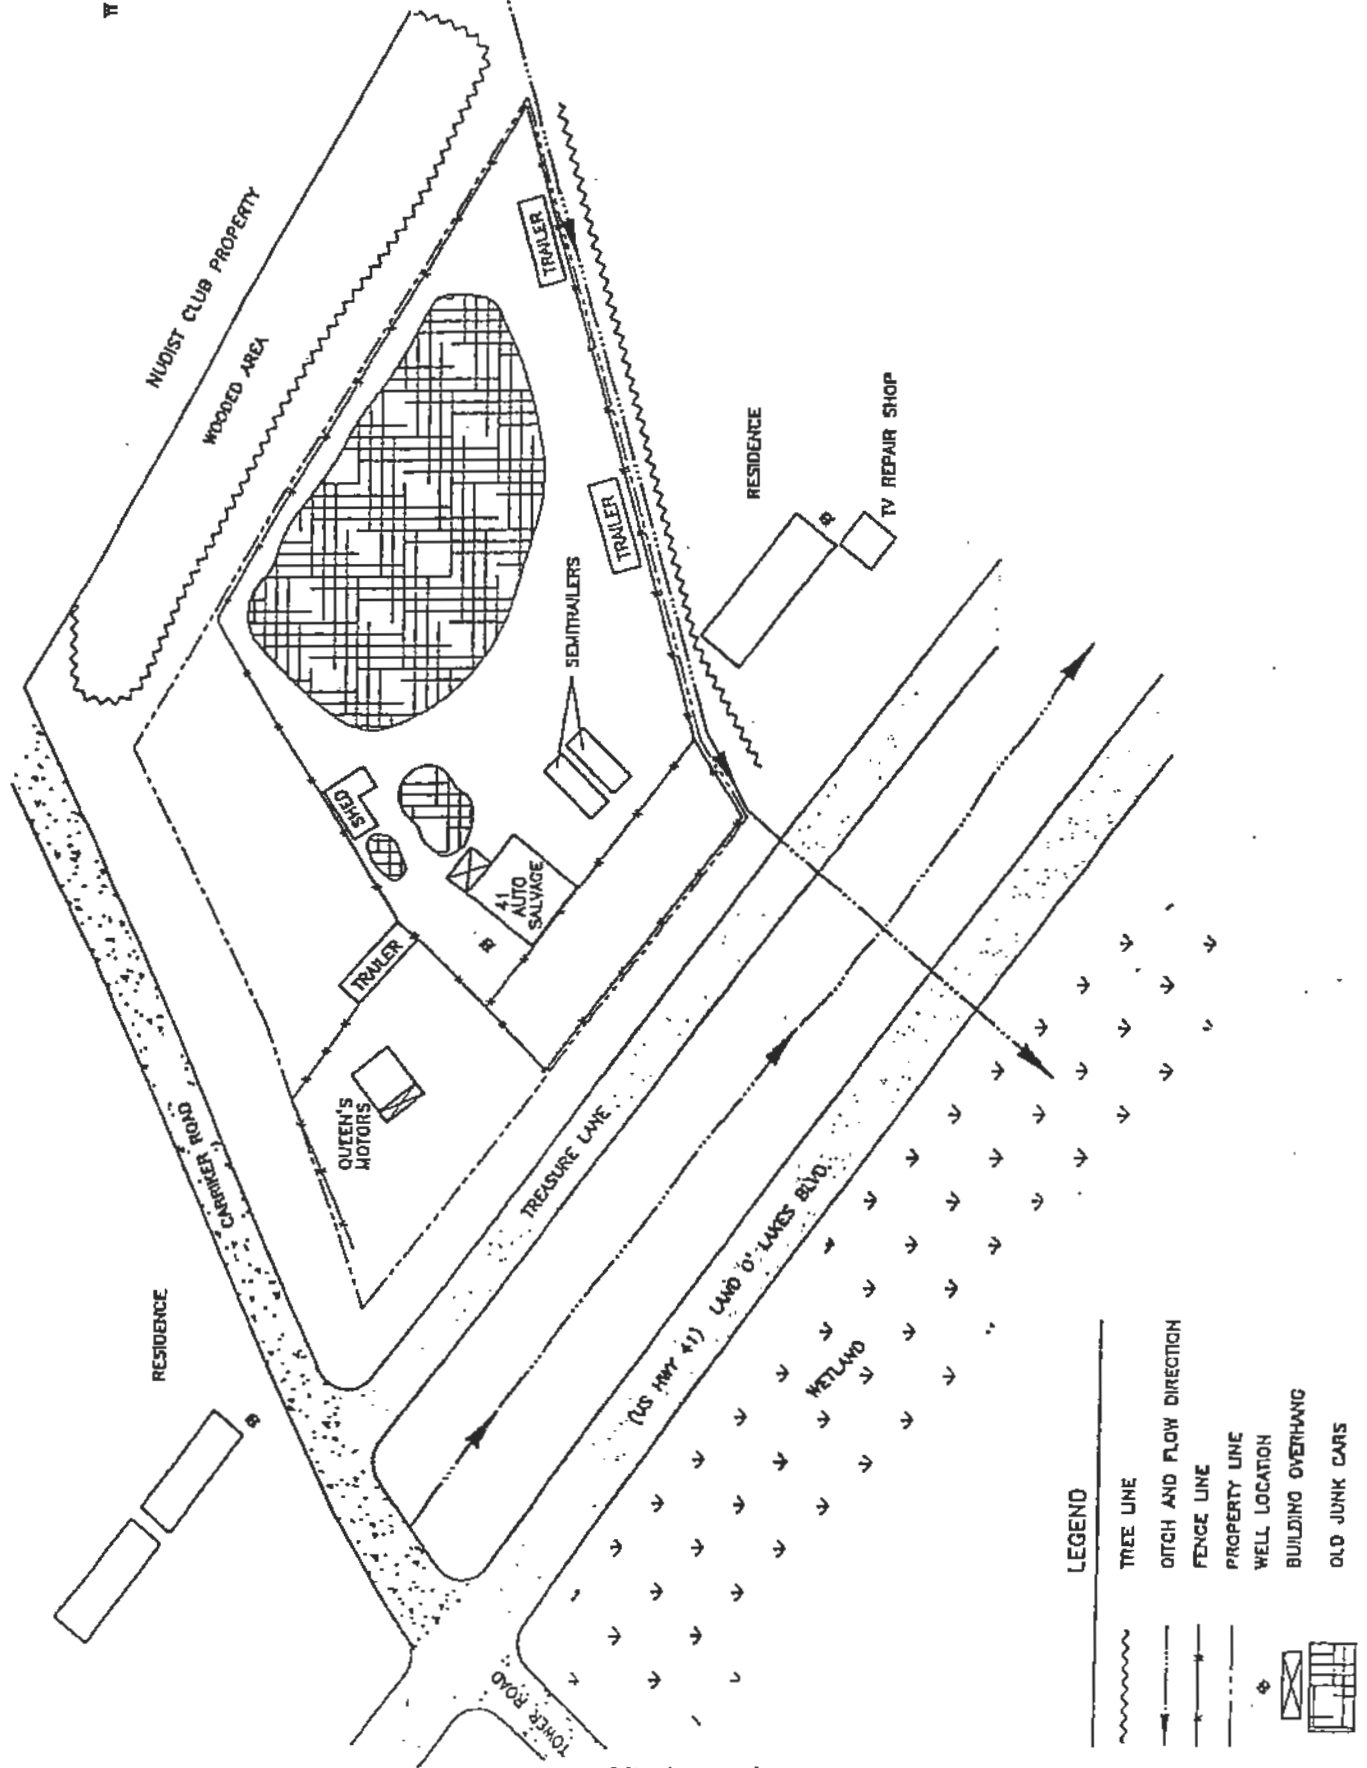 NUDIST CLUB PROPERTY
WOODED AREA
TRAILER
TRAILER
RESIDENCE
TV REPAIR SHOP
SEMITRAILERS
SHED
41
AUTO
SALVAGE
TRAILER
QUEEN'S
MOTORS
CARRIKER ROAD
TREASURE LANE
RESIDENCE
(US HWY 41) LAND O' LAKES BLVD.
WETLAND
TOWER ROAD
LEGEND
TREE LINE
DITCH AND FLOW DIRECTION
FENCE LINE
PROPERTY LINE
WELL LOCATION
BUILDING OVERHANG
OLD JUNK CARS